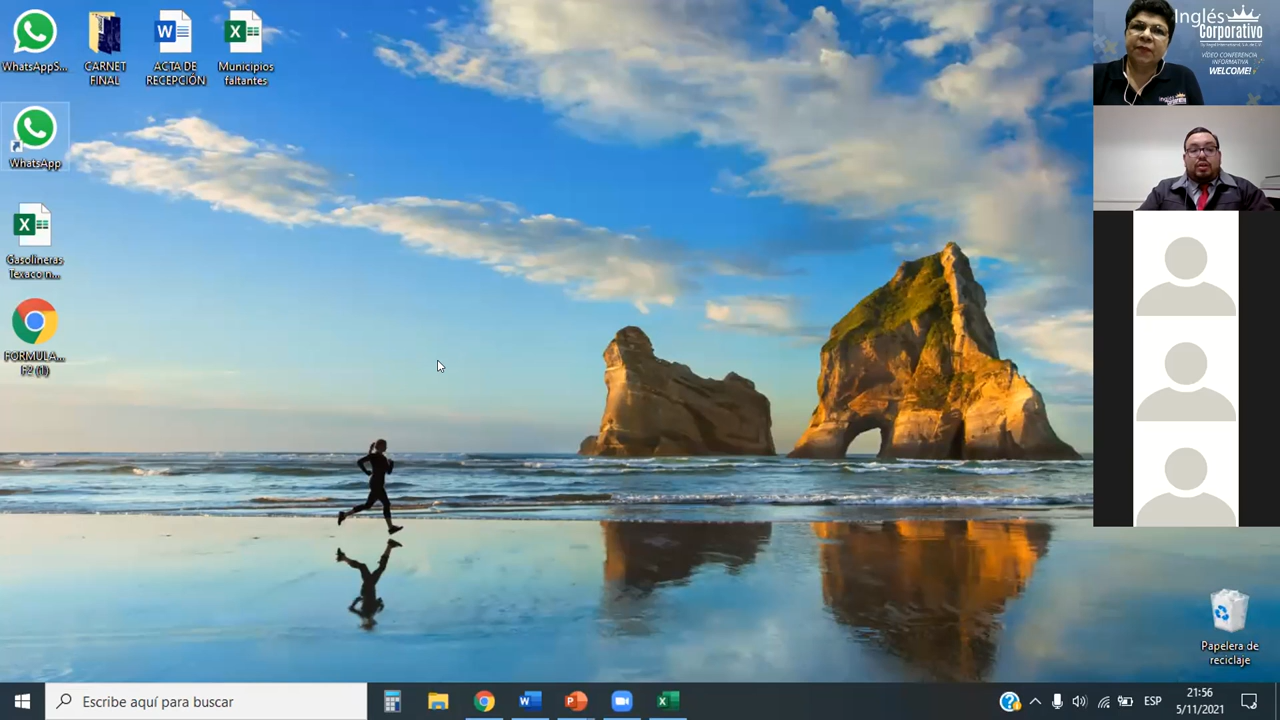 WhatsAppS...
CARNET
FINAL
ACTA DE
RECEPCIÓN
Municipios
faltantes
WhatsApp
Gasolineras
Texaco n...
FORMULA...
F2 (1)
Inglés
Corporativo
VÍDEO CONFERENCIA
INFORMATIVA
WELCOME!
Papelera de
reciclaje
Escribe aquí para buscar
ESP
21:56
5/11/2021